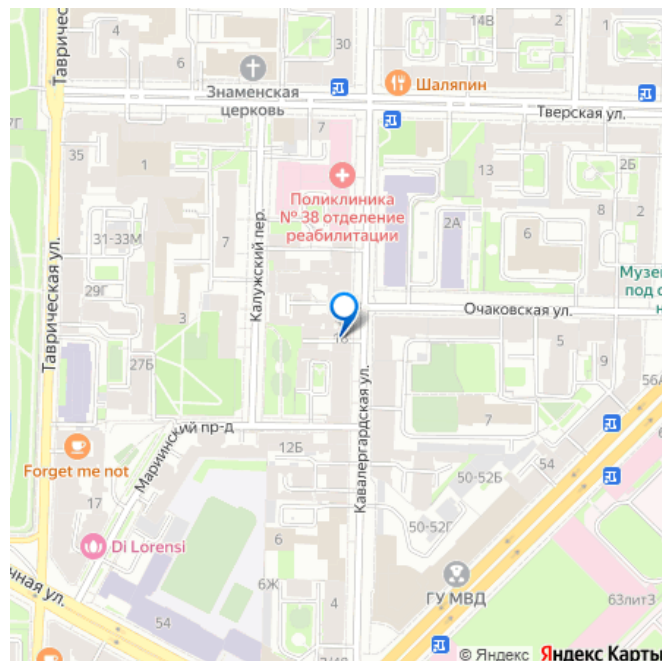 Таврическ
4
6
30
14В
2
Знаменская
церковь
Шаляпин
Тверская ул.
7
35
1
13
2Б
Поликлиника
№ 38 отделение
реабилитации
31-33М
7
2А
6
8
2
Калужский пер.
Таврическая ул.
29Г
3
Музе
под о
Очаковская ул.
27Б
5
9
56А
Кавалергардская ул.
Мариинский пр-д
7
12Б
Forget me not
54
50-52Б
17
50-52Г
Di Lorensi
6
6Ж
ГУ МВД
чная ул.
54
4
63лит3
© Яндекс Яндекс Карты